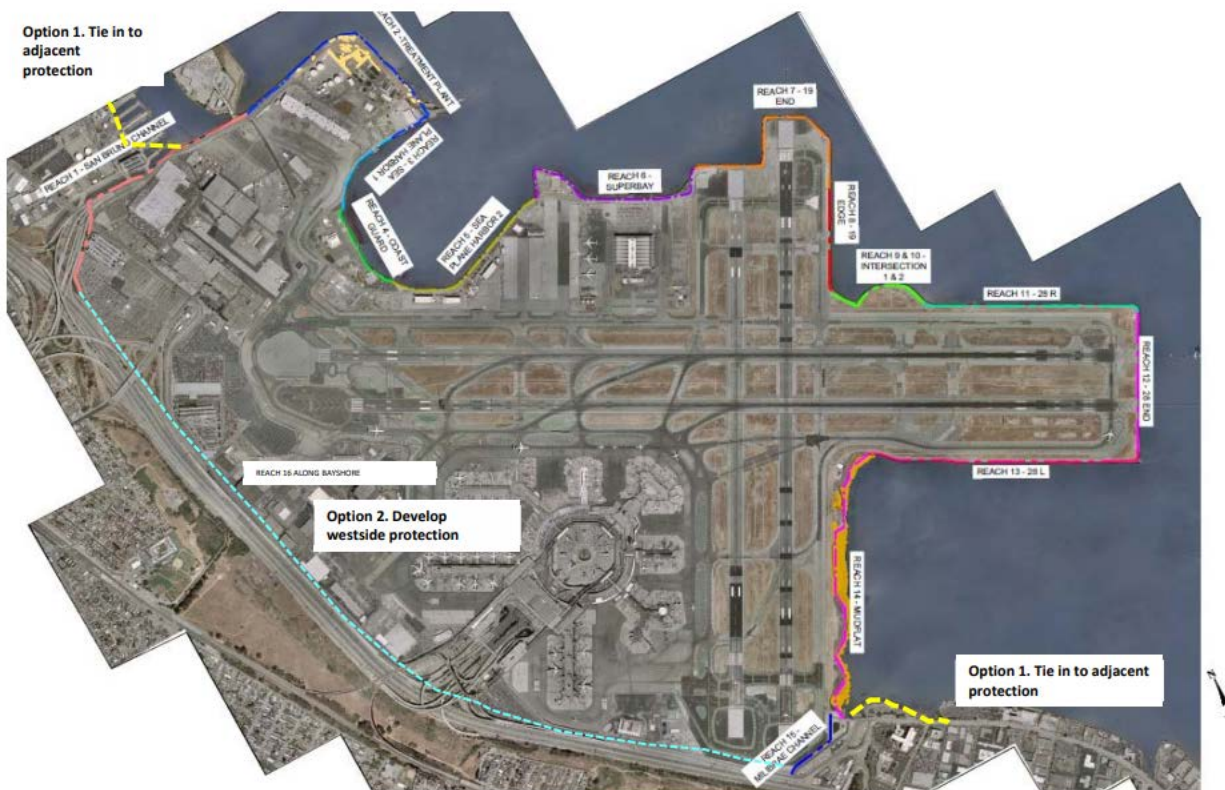 Option 1. Tie in to
adjacent
protection
REACH 2 -TREATMENT PLANT
REACH 1 - SAN BRUNO CHANNEL
REACH 3 - SEA
PLANE HARBOR 1
REACH 4 - COAST
GUARD
REACH 5 - SEA
PLANE HARBOR 2
REACH 6 -
SUPERBAY
REACH 7 - 19
END
REACH 8 - 19
EDGE
REACH 9 & 10 -
INTERSECTION
1 & 2
REACH 11 - 28 R
REACH 12 - 28 END
REACH 13 - 28 L
REACH 14 - MUDFLAT
REACH 16 ALONG BAYSHORE
Option 2. Develop
westside protection
Option 1. Tie in to adjacent
protection
REACH 15 -
MILLBRAE CHANNEL